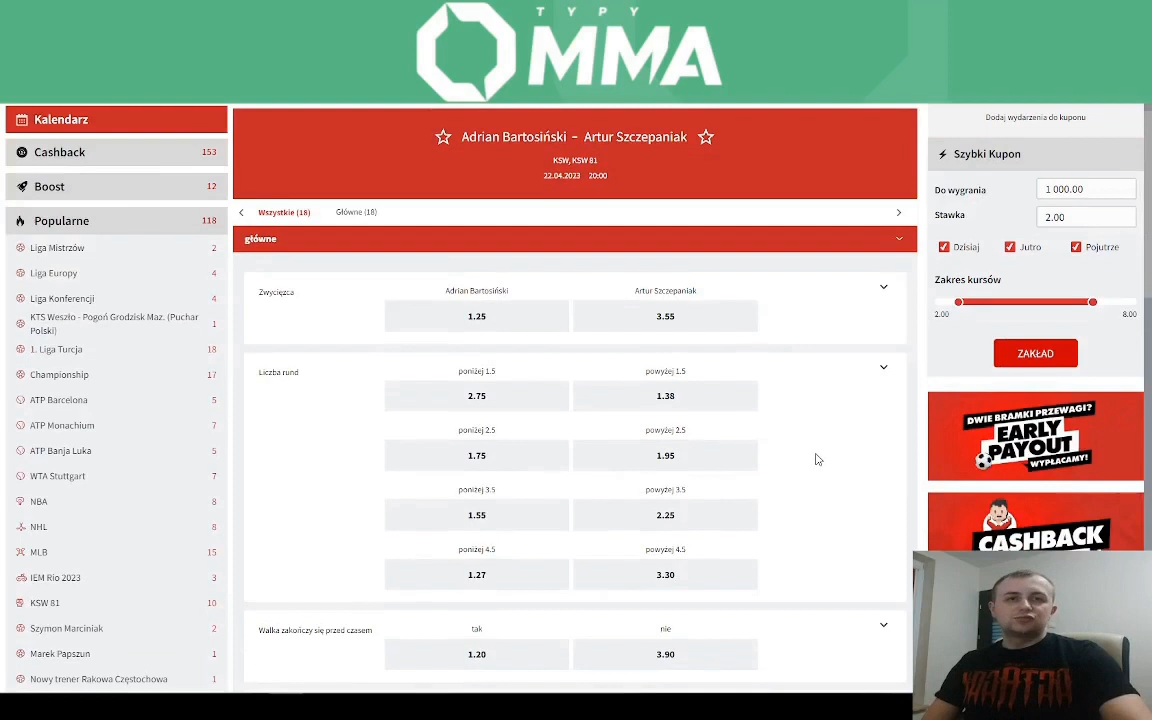 TYPY
MMA
Kalendarz
Cashback 153
Boost 12
Popularne 118
Liga Mistrzów 2
Liga Europy 4
Liga Konferencji 4
KTS Weszło - Pogoń Grodzisk Maz. (Puchar
Polski) 1
1. Liga Turcja 18
Championship 17
ATP Barcelona 5
ATP Monachium 7
ATP Banja Luka 5
WTA Stuttgart 7
NBA 8
NHL 8
MLB 15
IEM Rio 2023 3
KSW 81 10
Szymon Marciniak 2
Marek Papszun 1
Nowy trener Rakowa Częstochowa 1
Adrian Bartosiński - Artur Szczepaniak
KSW, KSW 81
22.04.2023 20:00
Wszystkie (18) Główne (18)
główne
Zwycięzca Adrian Bartosiński Artur Szczepaniak
1.25 3.55
Liczba rund poniżej 1.5 powyżej 1.5
2.75 1.38
poniżej 2.5 powyżej 2.5
1.75 1.95
poniżej 3.5 powyżej 3.5
1.55 2.25
poniżej 4.5 powyżej 4.5
1.27 3.30
Walka zakończy się przed czasem tak nie
1.20 3.90
Dodaj wydarzenia do kuponu
Szybki Kupon
Do wygrania 1 000.00
Stawka 2.00
Dzisiaj Jutro Pojutrze
Zakres kursów
2.00 8.00
ZAKŁAD
DWIE BRAMKI PRZEWAGI?
EARLY
PAYOUT
WYPŁACAMY!
CASHBACK